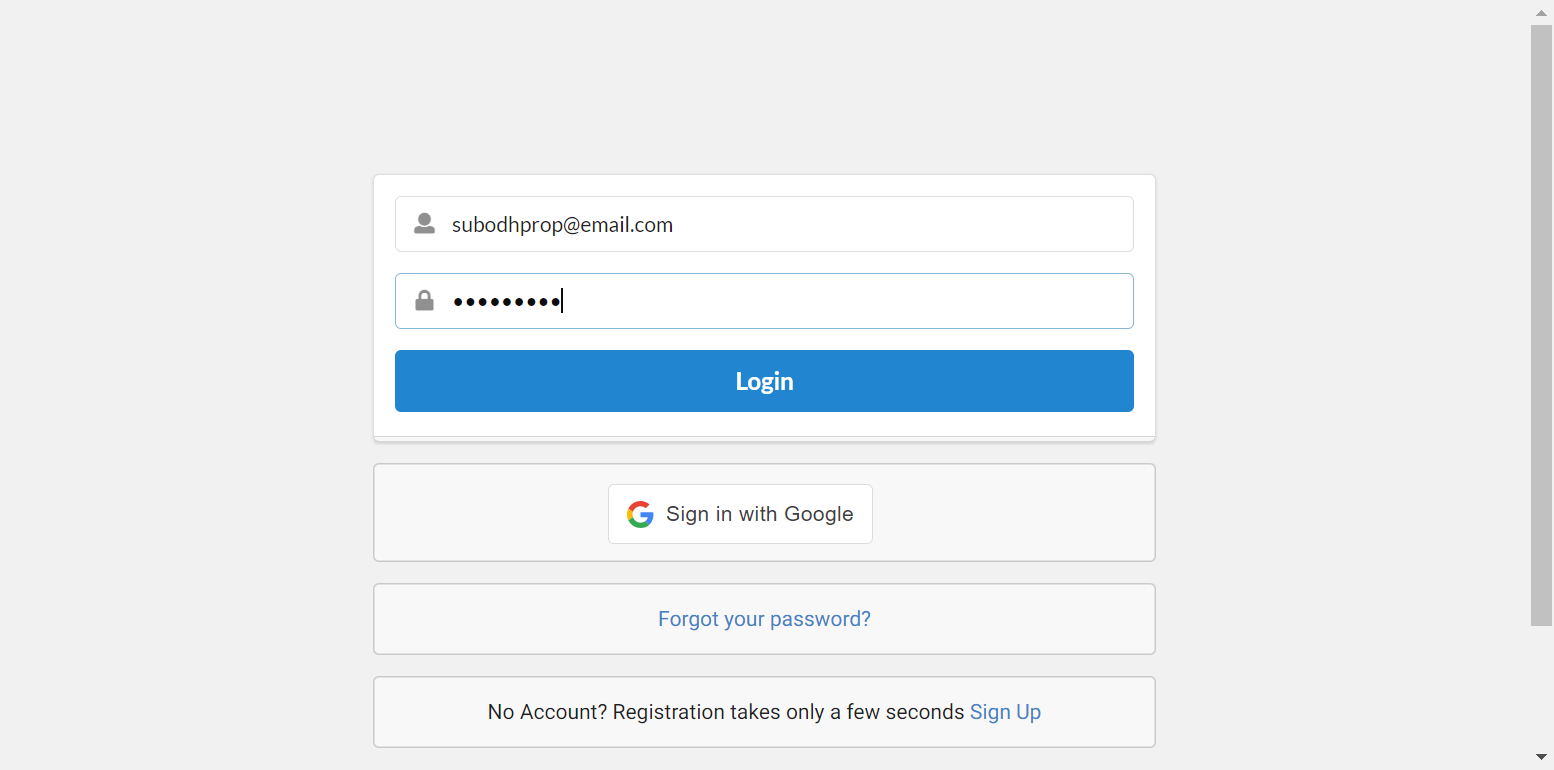 subodhprop@email.com
•••••••••
Login
Sign in with Google
Forgot your password?
No Account? Registration takes only a few seconds Sign Up